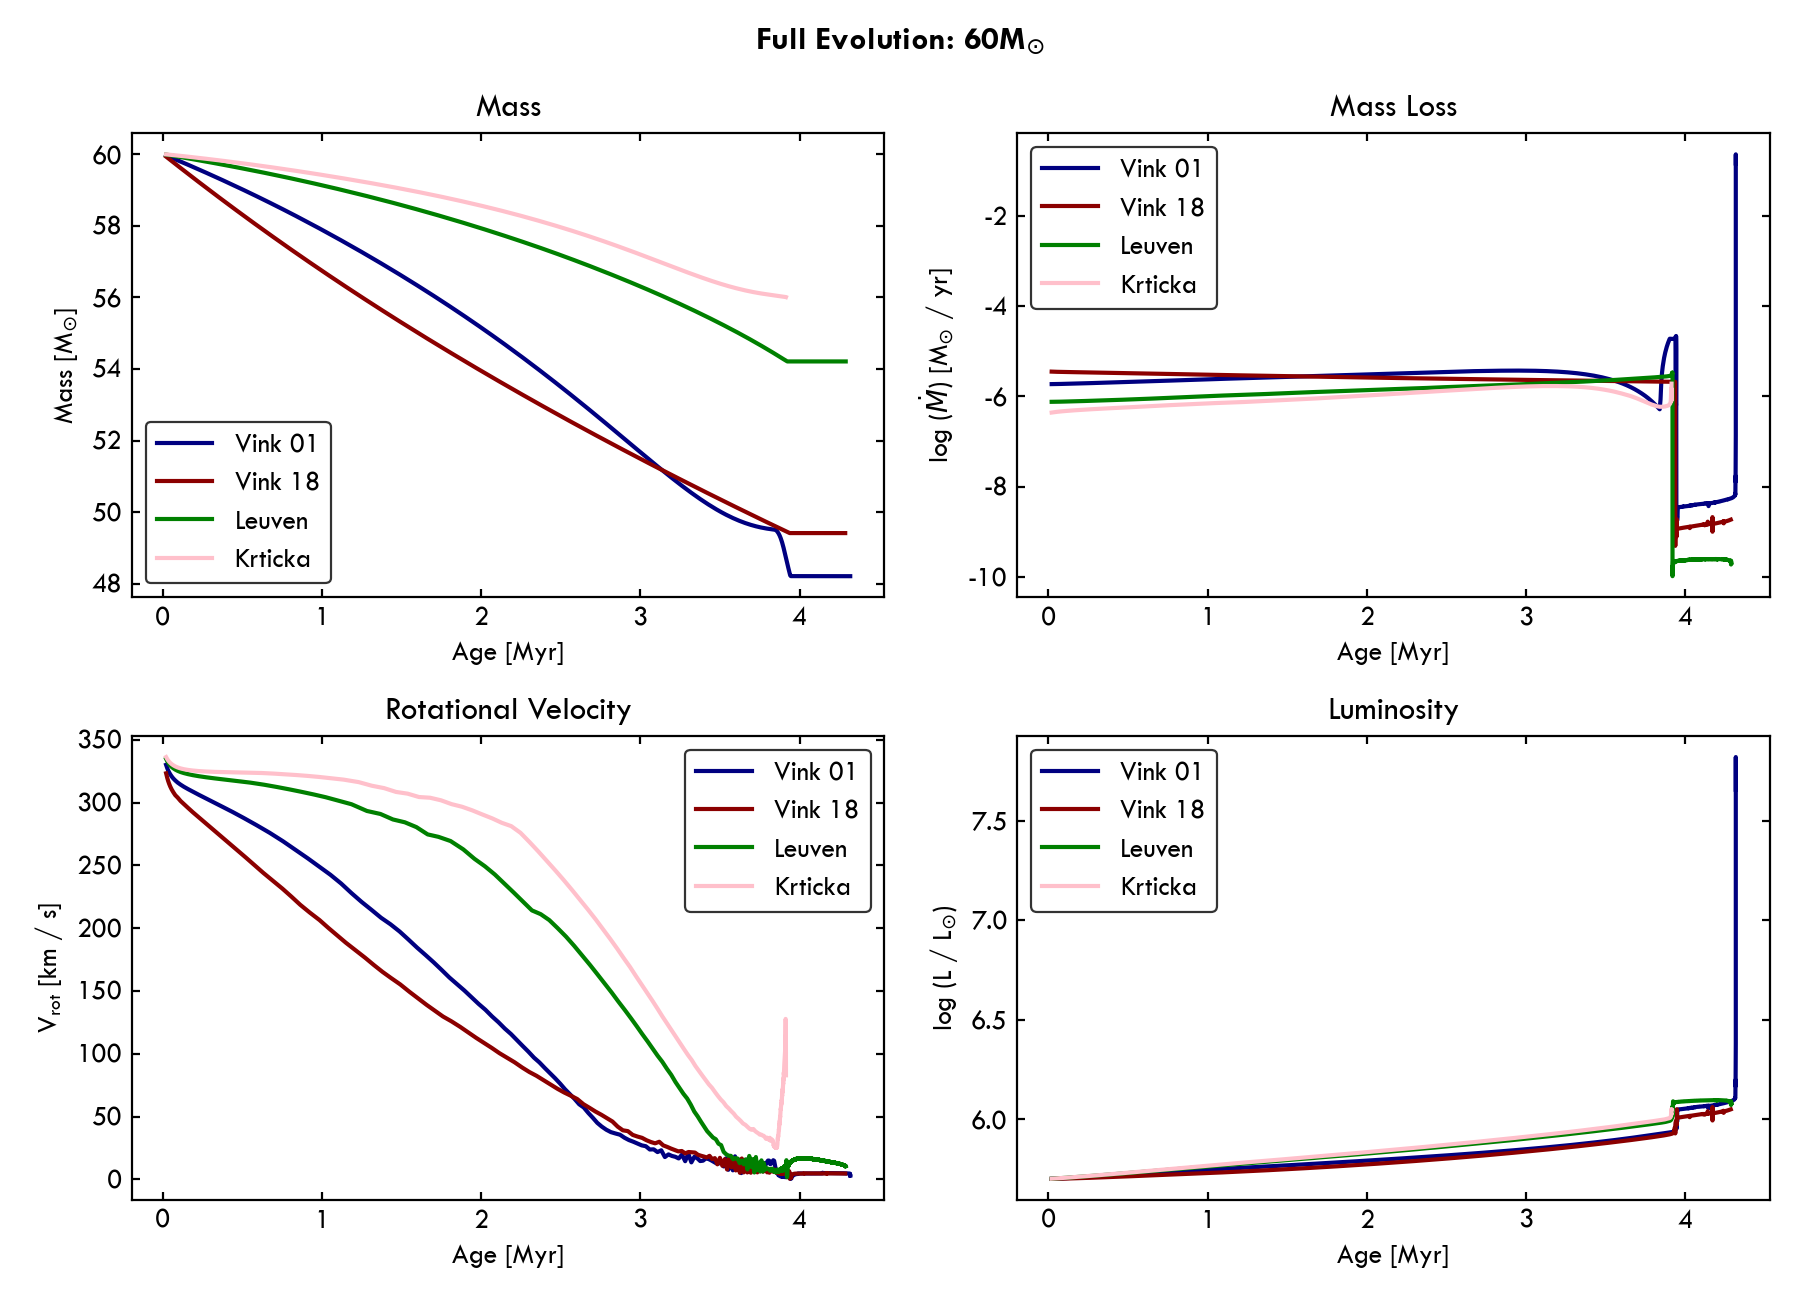 Full Evolution: 60M⊙
Mass
60
58
56
54
52
50
48
Mass [M⊙]
Vink 01
Vink 18
Leuven
Krticka
0 1 2 3 4
Age [Myr]
Mass Loss
-2
-4
-6
-8
-10
log (Ṁ) [M⊙ / yr]
Vink 01
Vink 18
Leuven
Krticka
0 1 2 3 4
Age [Myr]
Rotational Velocity
350
300
250
200
150
100
50
0
Vrot [km / s]
Vink 01
Vink 18
Leuven
Krticka
0 1 2 3 4
Age [Myr]
Luminosity
7.5
7.0
6.5
6.0
log (L / L⊙)
Vink 01
Vink 18
Leuven
Krticka
0 1 2 3 4
Age [Myr]